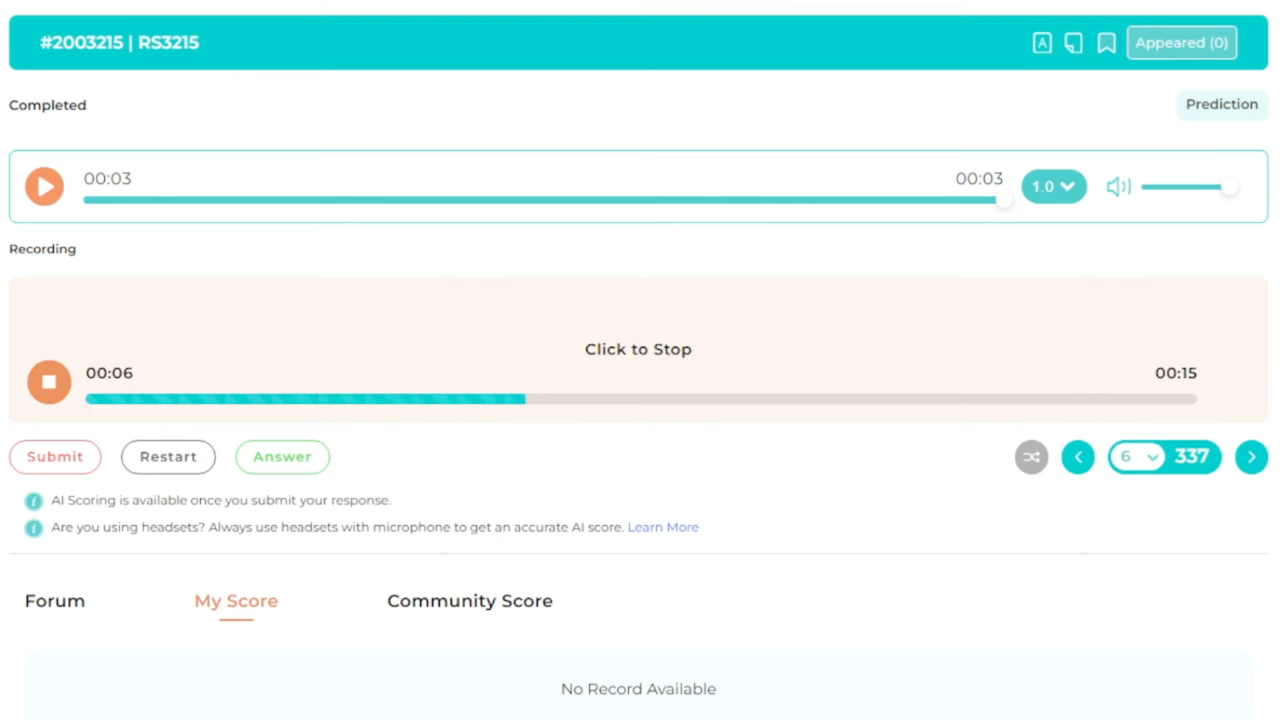 #2003215 | RS3215
A
Appeared (0)
Completed
Prediction
00:03
00:03
1.0
Recording
Click to Stop
00:06
00:15
Submit
Restart
Answer
6
337
AI Scoring is available once you submit your response.
Are you using headsets? Always use headsets with microphone to get an accurate AI score. Learn More
Forum
My Score
Community Score
No Record Available